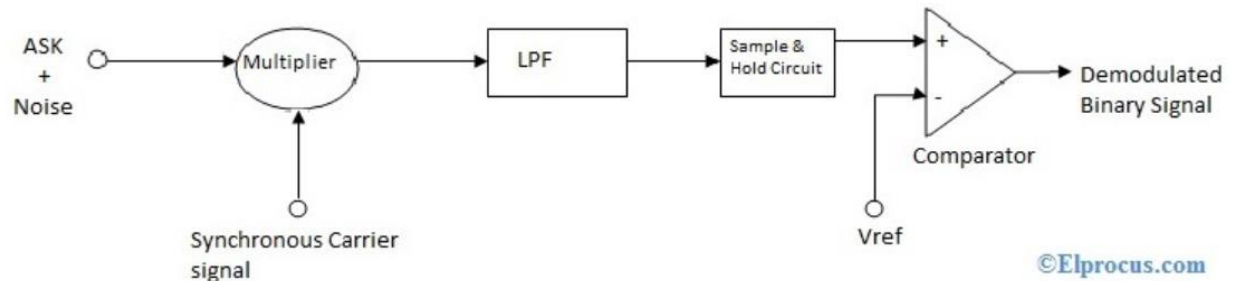 ASK
+
Noise
Multiplier
LPF
Sample &
Hold Circuit
+
-
Demodulated
Binary Signal
Comparator
Synchronous Carrier
signal
Vref
©Elprocus.com